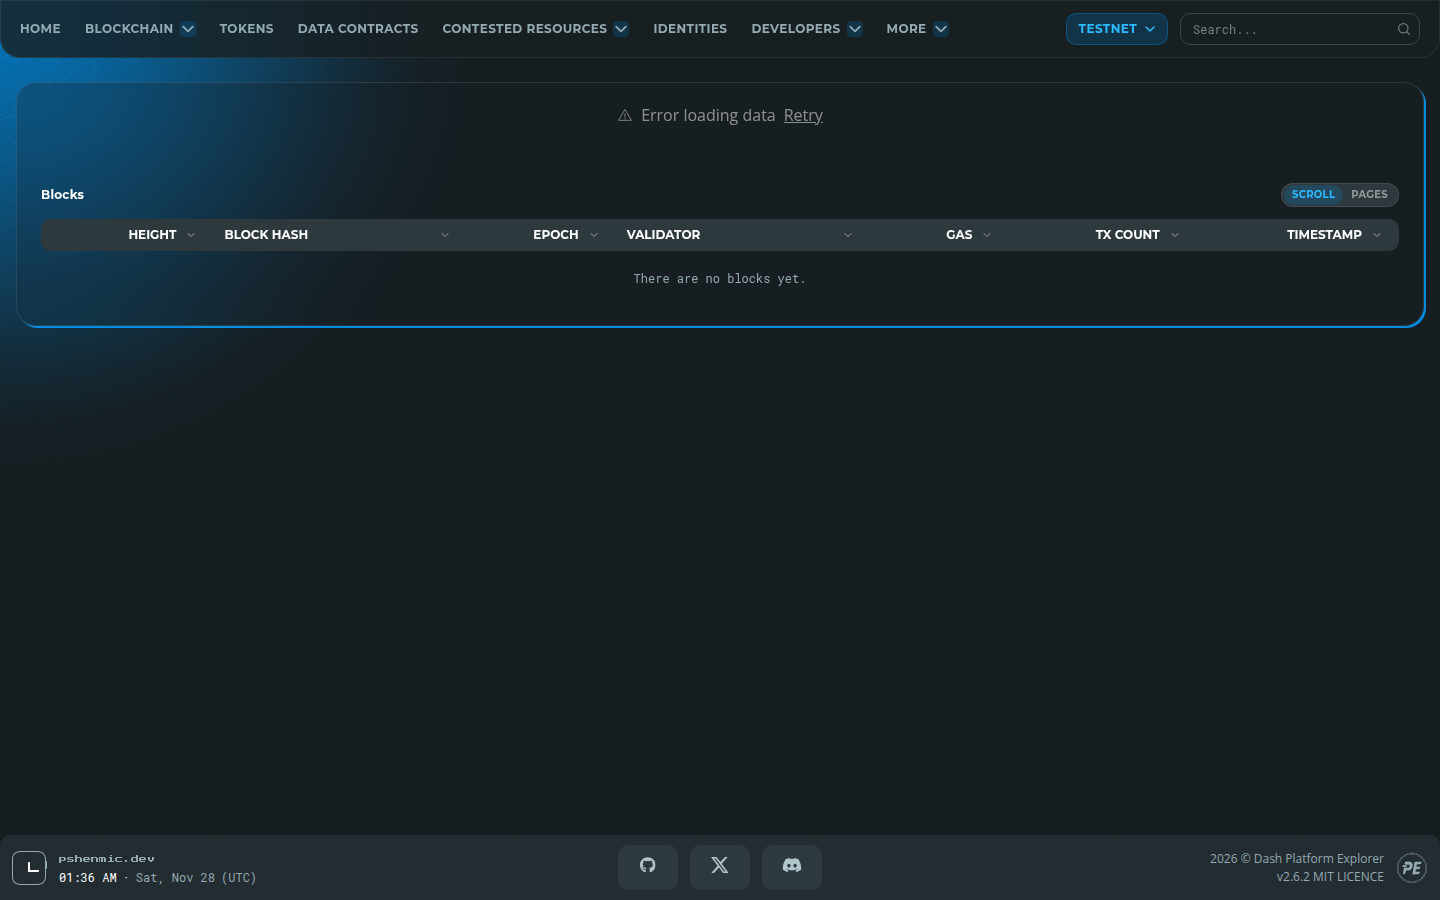 HOME BLOCKCHAIN TOKENS DATA CONTRACTS CONTESTED RESOURCES IDENTITIES DEVELOPERS MORE TESTNET Search...
Error loading data Retry
Blocks SCROLL PAGES
HEIGHT BLOCK HASH EPOCH VALIDATOR GAS TX COUNT TIMESTAMP
There are no blocks yet.
pshenmic.dev
01:36 AM · Sat, Nov 28 (UTC)
2026 © Dash Platform Explorer
v2.6.2 MIT LICENCE
PE